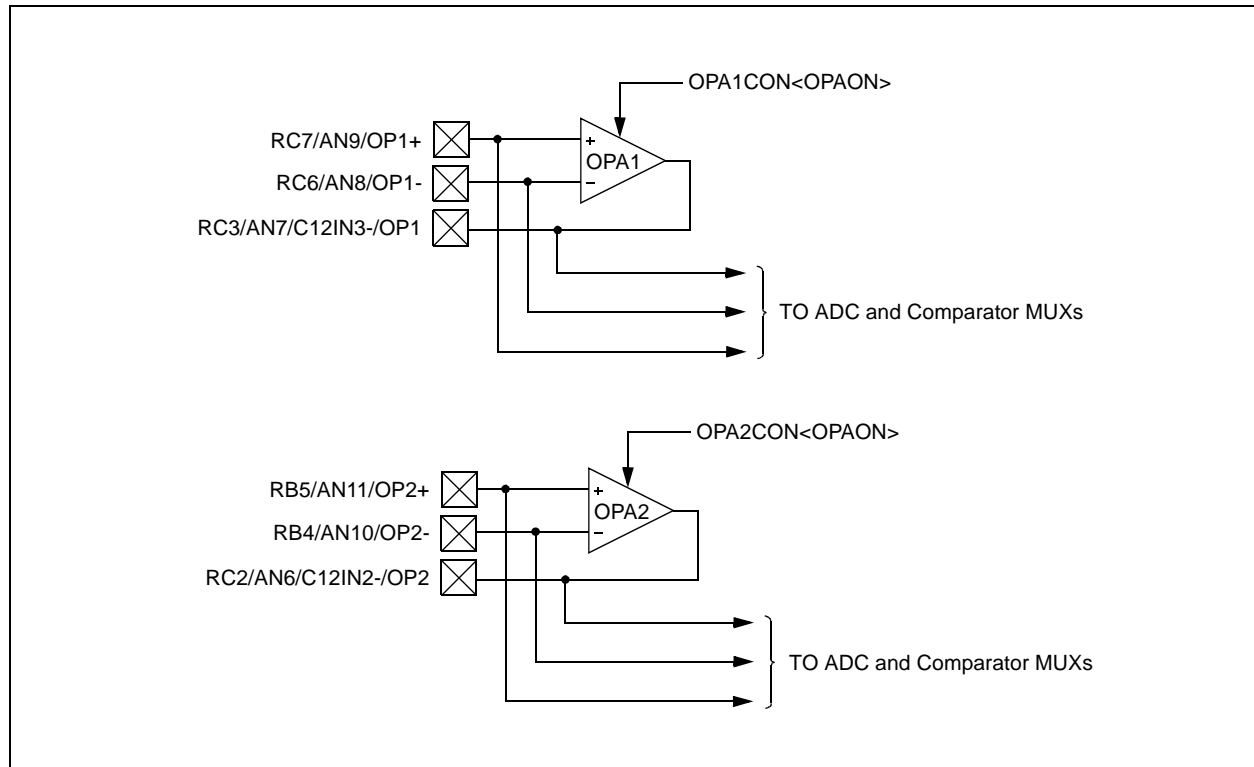 OPA1CON<OPAON>
RC7/AN9/OP1+
+
OPA1
RC6/AN8/OP1-
−
RC3/AN7/C12IN3-/OP1
TO ADC and Comparator MUXs
OPA2CON<OPAON>
RB5/AN11/OP2+
+
OPA2
RB4/AN10/OP2-
−
RC2/AN6/C12IN2-/OP2
TO ADC and Comparator MUXs